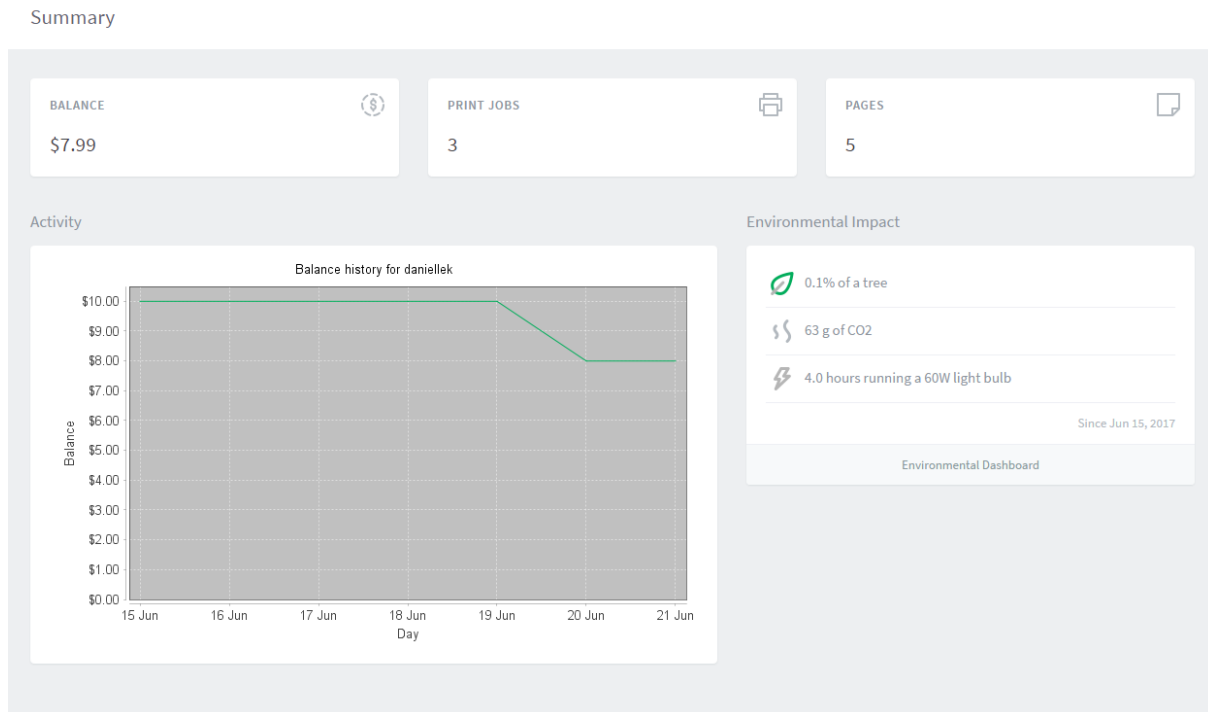 Summary
BALANCE
$7.99
PRINT JOBS
3
PAGES
5
Activity
Balance history for daniellek
$10.00
$9.00
$8.00
$7.00
$6.00
$5.00
$4.00
$3.00
$2.00
$1.00
$0.00
Balance
15 Jun 16 Jun 17 Jun 18 Jun 19 Jun 20 Jun 21 Jun
Day
Environmental Impact
0.1% of a tree
63 g of CO2
4.0 hours running a 60W light bulb
Since Jun 15, 2017
Environmental Dashboard